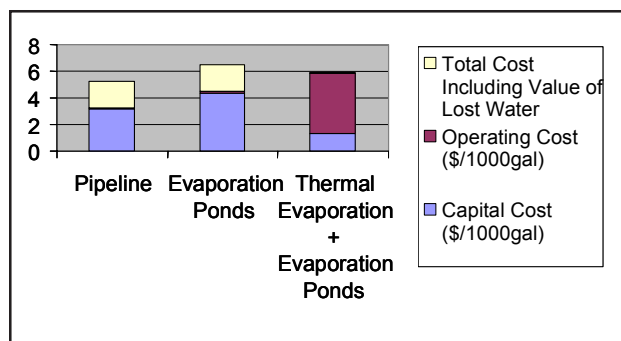 8
6
4
2
0
Pipeline
Evaporation
Ponds
Thermal
Evaporation
+
Evaporation
Ponds
Total Cost
Including Value of
Lost Water
Operating Cost
($/1000gal)
Capital Cost
($/1000gal)